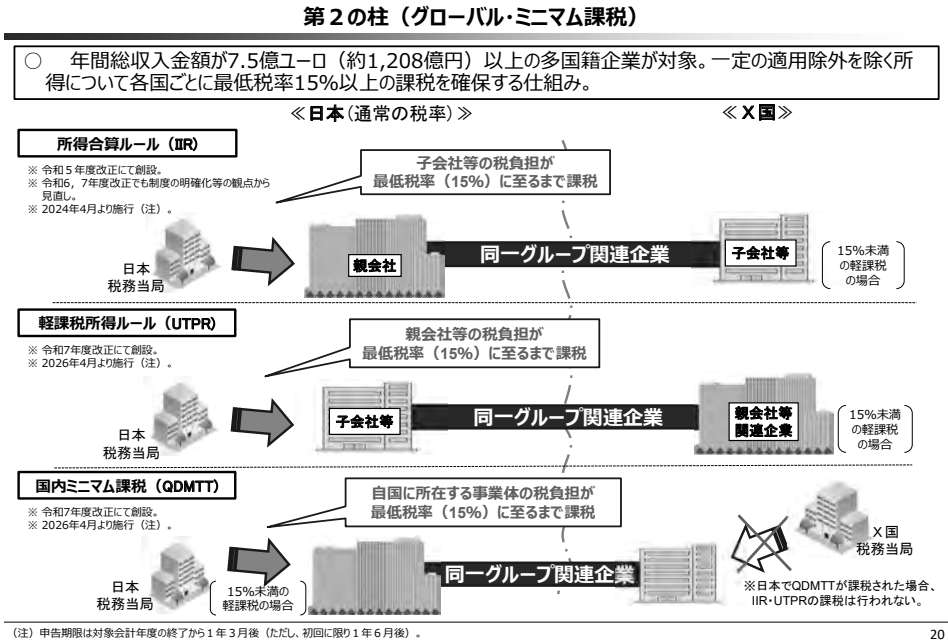 第２の柱（グローバル・ミニマム課税）
○　年間総収入金額が7.5億ユーロ（約1,208億円）以上の多国籍企業が対象。一定の適用除外を除く所
得について各国ごとに最低税率15％以上の課税を確保する仕組み。
≪日本(通常の税率)≫
≪Ｘ国≫
所得合算ルール（IIR）
※ 令和５年度改正にて創設。
※ 令和6，7年度改正でも制度の明確化等の観点から
見直し。
※ 2024年4月より施行（注）。
子会社等の税負担が
最低税率（15%）に至るまで課税
日本
税務当局
親会社
同一グループ関連企業
子会社等
15％未満
の軽課税
の場合
軽課税所得ルール（UTPR）
※ 令和7年度改正にて創設。
※ 2026年4月より施行（注）。
親会社等の税負担が
最低税率（15%）に至るまで課税
日本
税務当局
子会社等
同一グループ関連企業
親会社等
関連企業
15％未満
の軽課税
の場合
国内ミニマム課税（QDMTT）
※ 令和7年度改正にて創設。
※ 2026年4月より施行（注）。
自国に所在する事業体の税負担が
最低税率（15%）に至るまで課税
日本
税務当局
15％未満の
軽課税の場合
同一グループ関連企業
Ｘ国
税務当局
※日本でQDMTTが課税された場合、
IIR・UTPRの課税は行われない。
（注）申告期限は対象会計年度の終了から１年３月後（ただし、初回に限り１年６月後）。
20